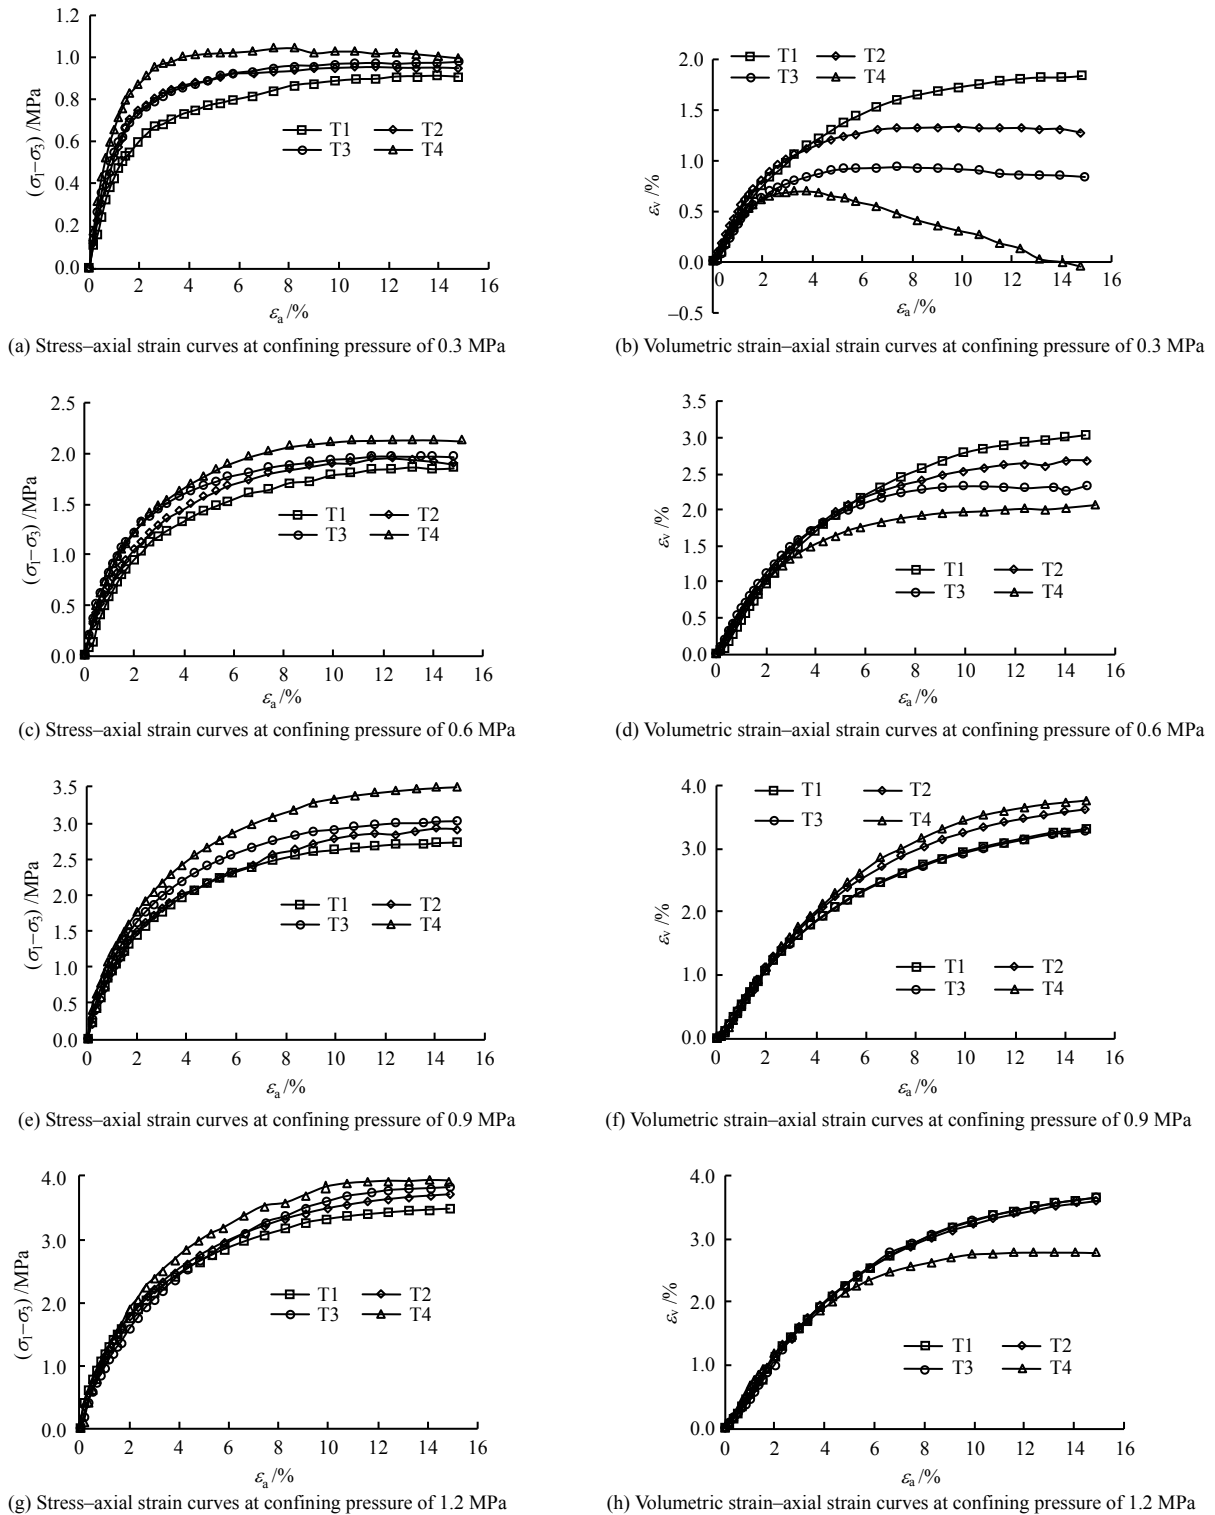 1.2
1.0
0.8
0.6
0.4
0.2
0.0
(σ₁–σ₃) /MPa
T1 T2
T3 T4
0 2 4 6 8 10 12 14 16
εₐ /%
(a) Stress–axial strain curves at confining pressure of 0.3 MPa
T1 T2
T3 T4
2.0
1.5
1.0
0.5
0.0
–0.5
εᵥ /%
0 2 4 6 8 10 12 14 16
εₐ /%
(b) Volumetric strain–axial strain curves at confining pressure of 0.3 MPa
2.5
2.0
1.5
1.0
0.5
0.0
(σ₁–σ₃) /MPa
T1 T2
T3 T4
0 2 4 6 8 10 12 14 16
εₐ /%
(c) Stress–axial strain curves at confining pressure of 0.6 MPa
3.5
3.0
2.5
2.0
1.5
1.0
0.5
0.0
εᵥ /%
T1 T2
T3 T4
0 2 4 6 8 10 12 14 16
εₐ /%
(d) Volumetric strain–axial strain curves at confining pressure of 0.6 MPa
3.5
3.0
2.5
2.0
1.5
1.0
0.5
0.0
(σ₁–σ₃) /MPa
T1 T2
T3 T4
0 2 4 6 8 10 12 14 16
εₐ /%
(e) Stress–axial strain curves at confining pressure of 0.9 MPa
T1 T2
T3 T4
4.0
3.0
2.0
1.0
0.0
εᵥ /%
T1 T2
T3 T4
0 2 4 6 8 10 12 14 16
εₐ /%
(f) Volumetric strain–axial strain curves at confining pressure of 0.9 MPa
4.0
3.0
2.0
1.0
0.0
(σ₁–σ₃) /MPa
T1 T2
T3 T4
0 2 4 6 8 10 12 14 16
εₐ /%
(g) Stress–axial strain curves at confining pressure of 1.2 MPa
4.0
3.0
2.0
1.0
0.0
εᵥ /%
T1 T2
T3 T4
0 2 4 6 8 10 12 14 16
εₐ /%
(h) Volumetric strain–axial strain curves at confining pressure of 1.2 MPa